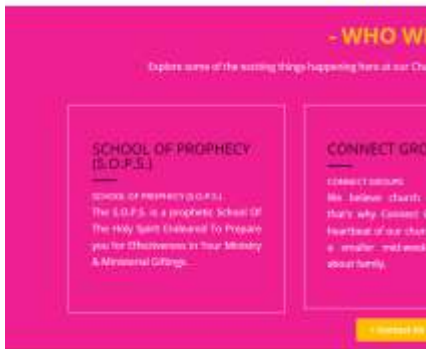 - WHO W
Explore some of the exciting things happening here at our Ch
SCHOOL OF PROPHECY
(S.O.P.S.)
SCHOOL OF PROPHECY (S.O.P.S.)
The S.O.P.S. is a prophetic School Of
The Holy Spirit Endeared To Prepare
you for Effectiveness in Your Ministry
& Ministerial Giftings.
CONNECT GRO
CONNECT GROUPS
We believe church
that's why Connect
heartbeat of our chur
a smaller mid-week
about family.